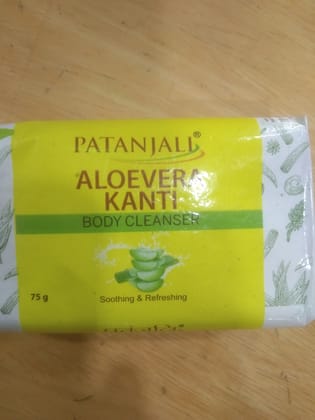 PATANJALI®
ALOEVERA
KANTI
BODY CLEANSER
Soothing & Refreshing
75 g